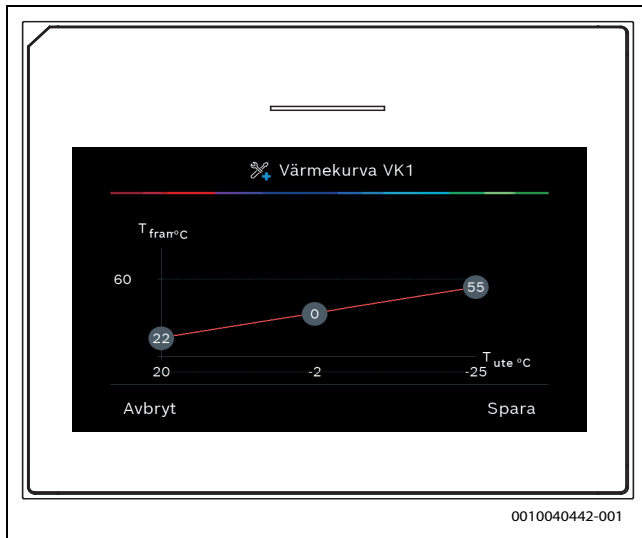 Värmekurva VK1
T fram°C
60
55
0
22
T ute °C
20 -2 -25
Avbryt Spara
0010040442-001